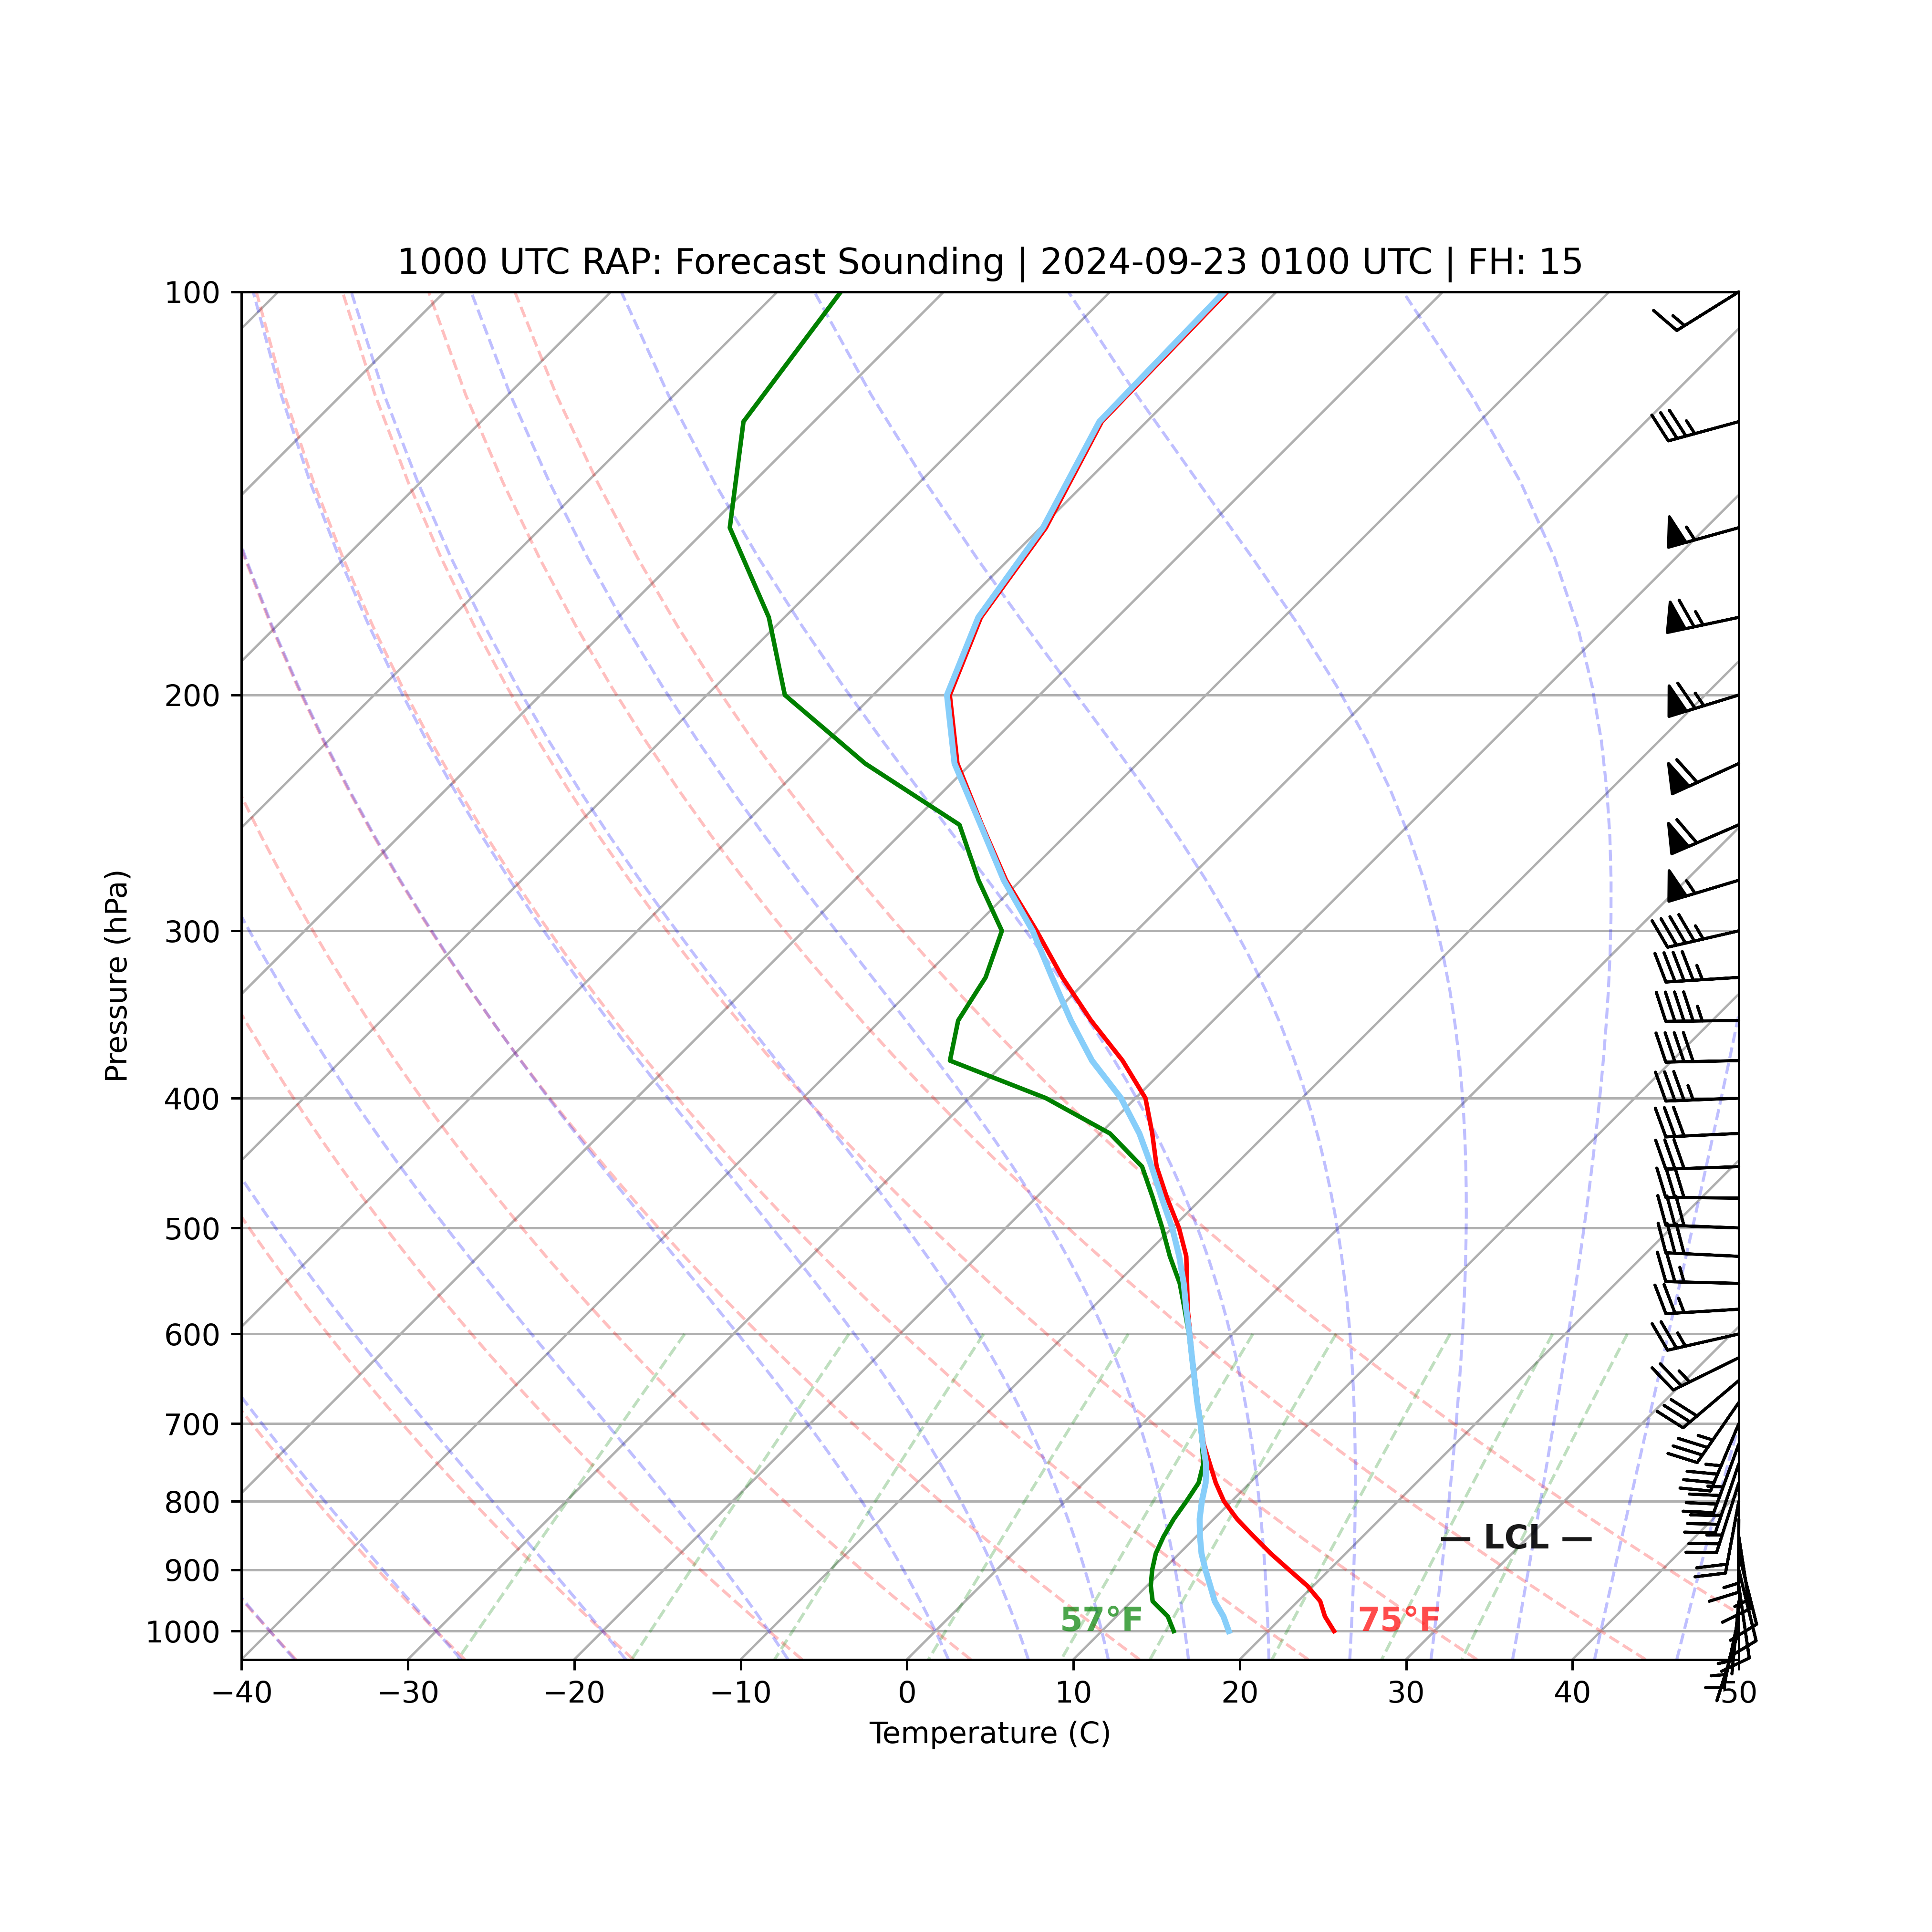 1000 UTC RAP: Forecast Sounding | 2024-09-23 0100 UTC | FH: 15
100
200
300
400
500
600
700
800
900
1000
Pressure (hPa)
— LCL —
57°F
75°F
−40 −30 −20 −10 0 10 20 30 40 50
Temperature (C)